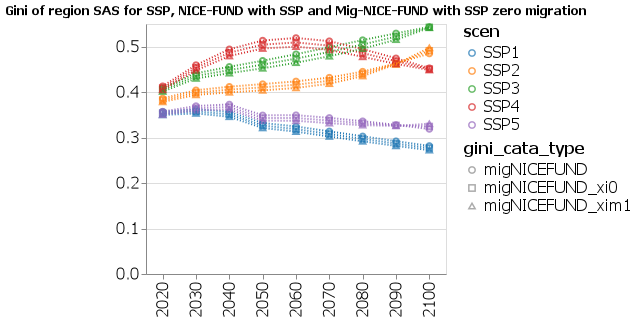 Gini of region SAS for SSP, NICE-FUND with SSP and Mig-NICE-FUND with SSP zero migration
scen
SSP1
SSP2
SSP3
SSP4
SSP5
gini_cata_type
migNICEFUND
migNICEFUND_xi0
migNICEFUND_xim1
0.5
0.4
0.3
0.2
0.1
0.0
2020
2030
2040
2050
2060
2070
2080
2090
2100